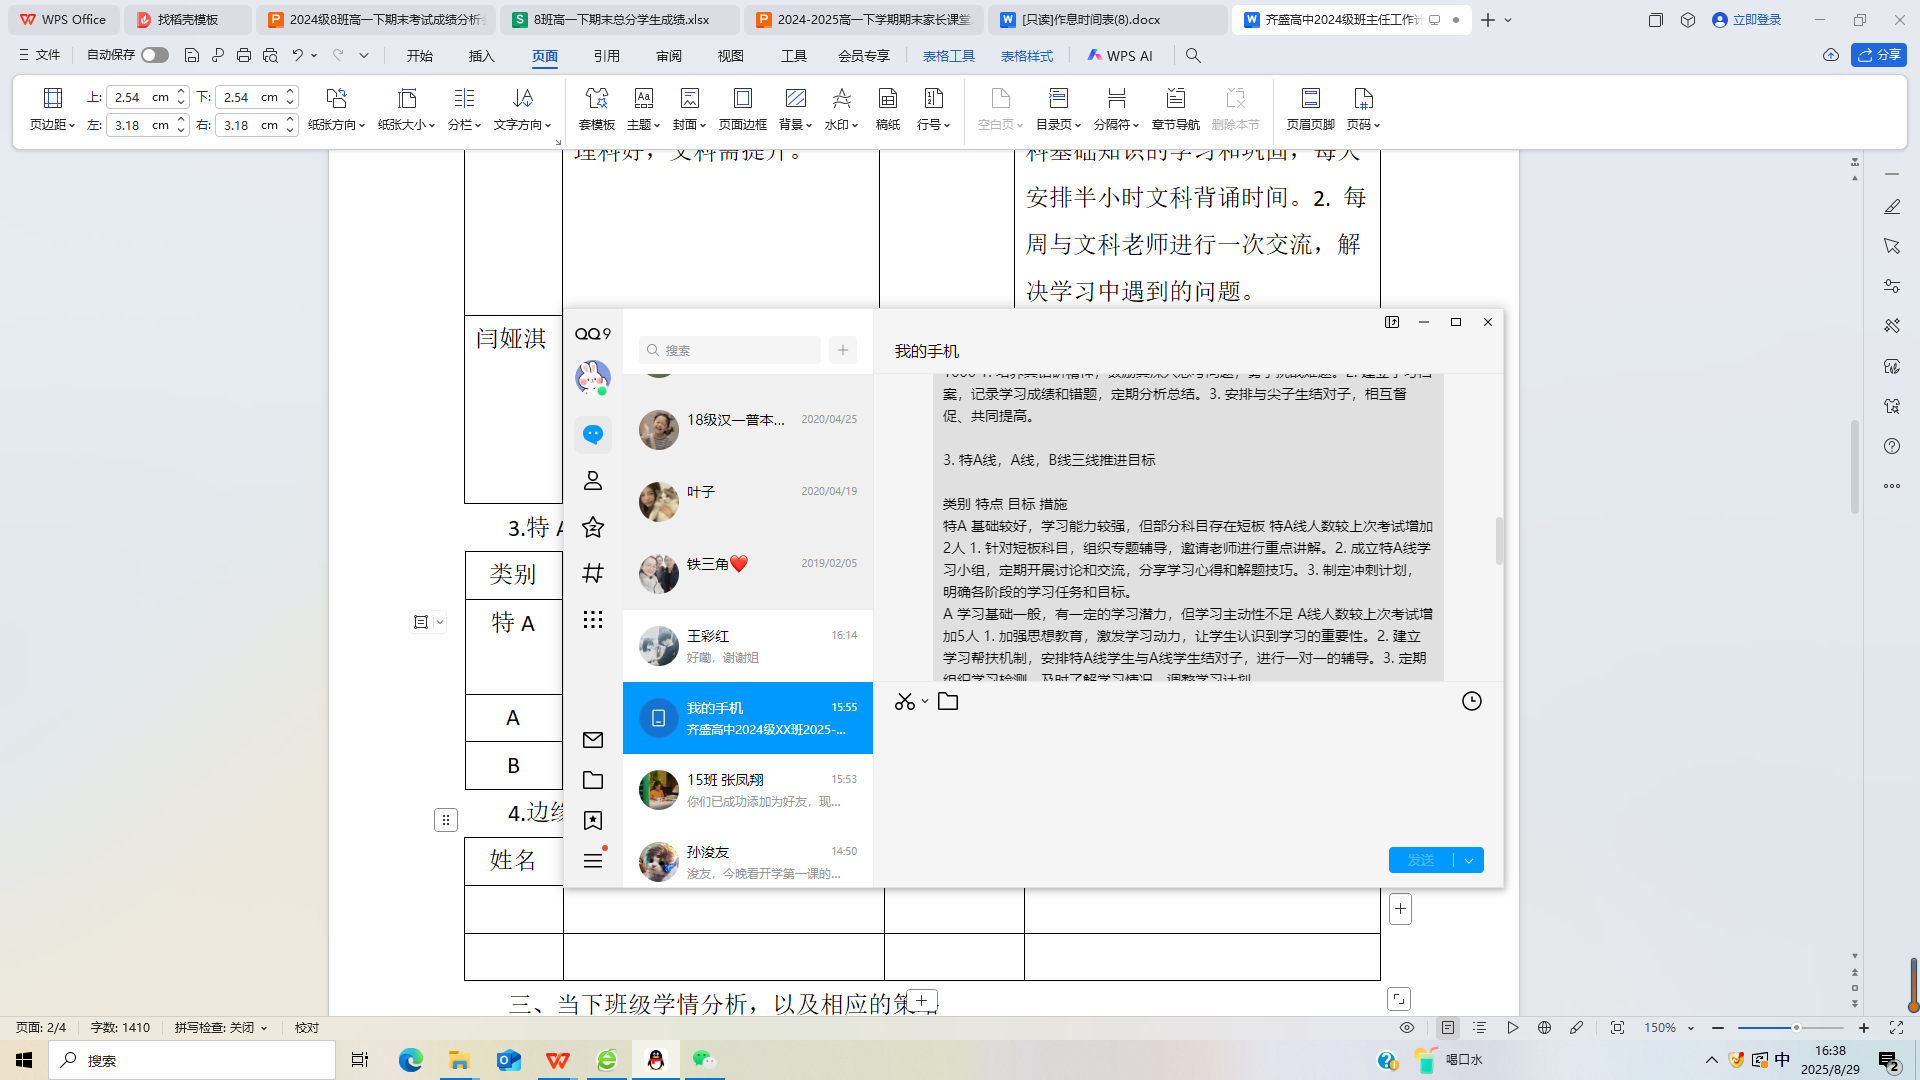 WPS Office
找稻壳模板
2024级8班高一下期末考试成绩分析
8班高一下期末总分学生成绩.xlsx
2024-2025高一下学期期末家长课堂
[只读]作息时间表(8).docx
齐盛高中2024级班主任工作计
立即登录
文件
自动保存
开始
插入
页面
引用
审阅
视图
工具
会员专享
表格工具
表格样式
WPS AI
分享
上: 2.54 cm 下: 2.54 cm
左: 3.18 cm 右: 3.18 cm
页边距
纸张方向
纸张大小
分栏
文字方向
套模板
主题
封面
页面边框
背景
水印
稿纸
行号
空白页
目录页
分隔符
章节导航
删除本节
页眉页脚
页码
理科好，文科需提升。
科基础知识的学习和巩固，每天
安排半小时文科背诵时间。2. 每
周与文科老师进行一次交流，解
决学习中遇到的问题。
闫娅淇
3.特 A
类别
特 A
A
B
4.边缘
姓名
三、当下班级学情分析，以及相应的策略
QQ9
搜索
18级汉一普本...
2020/04/25
叶子
2020/04/19
铁三角❤️
2019/02/05
王彩红
16:14
好嘞，谢谢姐
我的手机
15:55
齐盛高中2024级XX班2025-...
15班 张凤翔
15:53
你们已成功添加为好友，现...
孙浚友
14:50
浚友，今晚看开学第一课的...
我的手机
案，记录学习成绩和错题，定期分析总结。3. 安排与尖子生结对子，相互督
促、共同提高。
3. 特A线，A线，B线三线推进目标
类别 特点 目标 措施
特A 基础较好，学习能力较强，但部分科目存在短板 特A线人数较上次考试增加
2人 1. 针对短板科目，组织专题辅导，邀请老师进行重点讲解。2. 成立特A线学
习小组，定期开展讨论和交流，分享学习心得和解题技巧。3. 制定冲刺计划，
明确各阶段的学习任务和目标。
A 学习基础一般，有一定的学习潜力，但学习主动性不足 A线人数较上次考试增
加5人 1. 加强思想教育，激发学习动力，让学生认识到学习的重要性。2. 建立
学习帮扶机制，安排特A线学生与A线学生结对子，进行一对一的辅导。3. 定期
组织学习检测，及时了解学习情况，调整学习计划。
发送
页面: 2/4
字数: 1410
拼写检查: 关闭
校对
150%
搜索
喝口水
中
16:38
2025/8/29
2